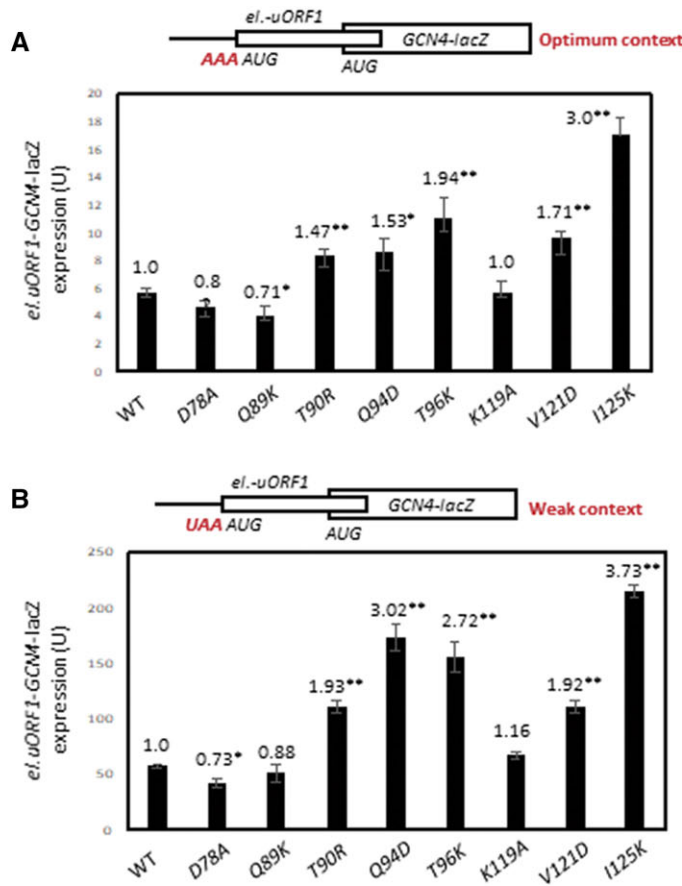 A
el.-uORF1
GCN4-lacZ
Optimum context
AAA AUG
AUG
el.uORF1-GCN4-lacZ
expression (U)
20
18
16
14
12
10
8
6
4
2
0
1.0
0.8
0.71*
1.47**
1.53*
1.94**
1.0
1.71**
3.0**
WT
D78A
Q89K
T90R
Q94D
T96K
K119A
V121D
I125K
B
el.-uORF1
GCN4-lacZ
Weak context
UAA AUG
AUG
el.uORF1-GCN4-lacZ
expression (U)
250
200
150
100
50
0
1.0
0.73*
0.88
1.93**
3.02**
2.72**
1.16
1.92**
3.73**
WT
D78A
Q89K
T90R
Q94D
T96K
K119A
V121D
I125K